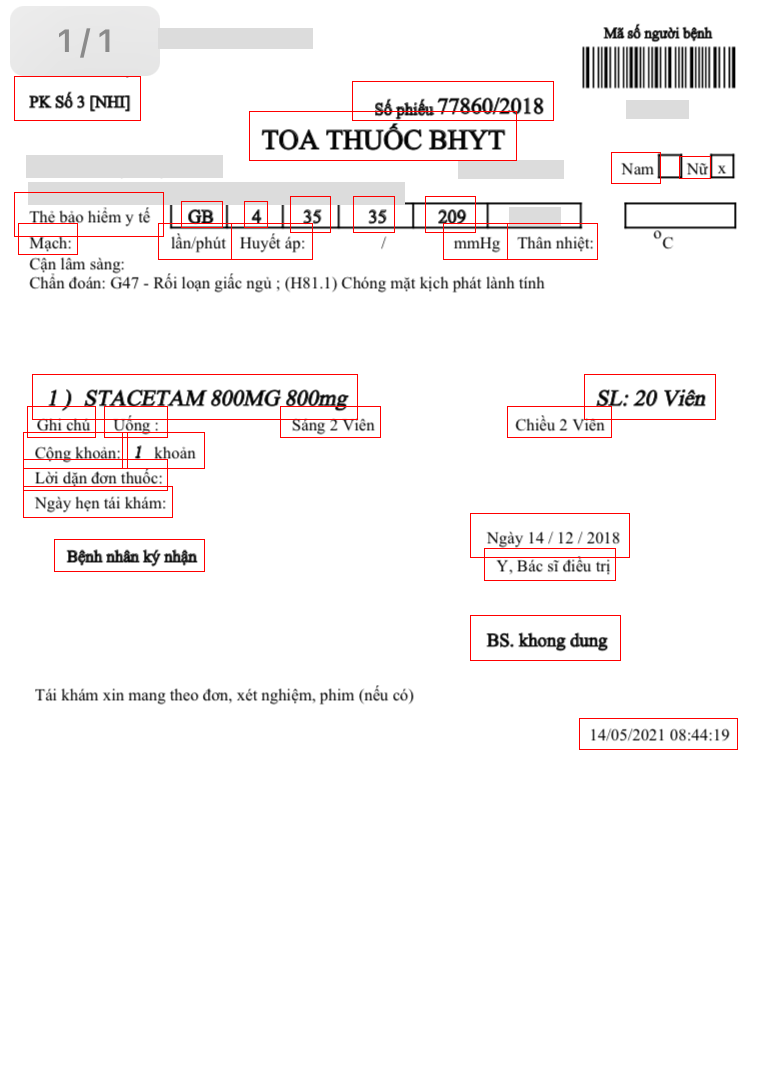 1/1
Mã số người bệnh
PK Số 3 [NHI]
Số phiếu 77860/2018
TOA THUỐC BHYT
Nam Nữ x
Thẻ bảo hiểm y tế GB 4 35 35 209
Mạch: lần/phút Huyết áp: / mmHg Thân nhiệt: oC
Cận lâm sàng:
Chẩn đoán: G47 - Rối loạn giấc ngủ ; (H81.1) Chóng mặt kịch phát lành tính
1 ) STACETAM 800MG 800mg SL: 20 Viên
Ghi chú Uống : Sáng 2 Viên Chiều 2 Viên
Cộng khoản: 1 khoản
Lời dặn đơn thuốc:
Ngày hẹn tái khám:
Ngày 14 / 12 / 2018
Bệnh nhân ký nhận
Y, Bác sĩ điều trị
BS. khong dung
Tái khám xin mang theo đơn, xét nghiệm, phim (nếu có)
14/05/2021 08:44:19